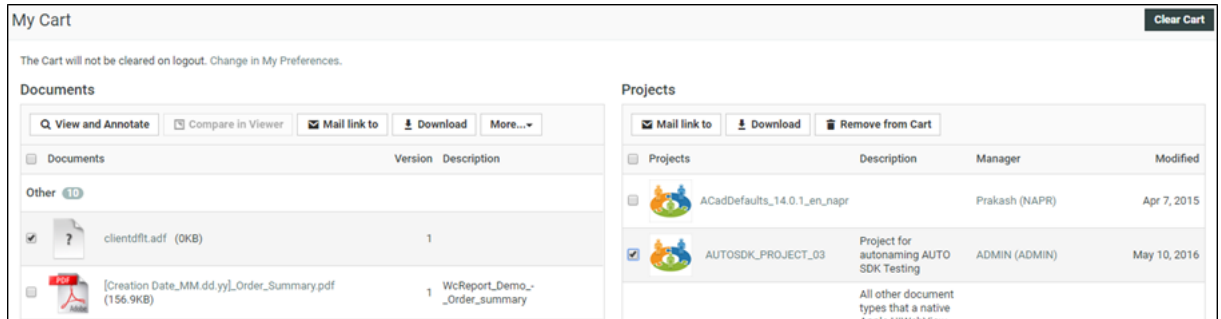 My Cart
Clear Cart
The Cart will not be cleared on logout. Change in My Preferences.
Documents
View and Annotate Compare in Viewer Mail link to Download More...
Documents Version Description
Other 10
? clientdflt.adf (0KB) 1
PDF
Adobe
[Creation Date_MM.dd.yy]_Order_Summary.pdf
(156.9KB)
1
WcReport_Demo_-
_Order_summary
Projects
Mail link to Download Remove from Cart
Projects Description Manager Modified
ACadDefaults_14.0.1_en_napr Prakash (NAPR) Apr 7, 2015
AUTOSDK_PROJECT_03
Project for
autonaming AUTO
SDK Testing
ADMIN (ADMIN) May 10, 2016
All other document
types that a native